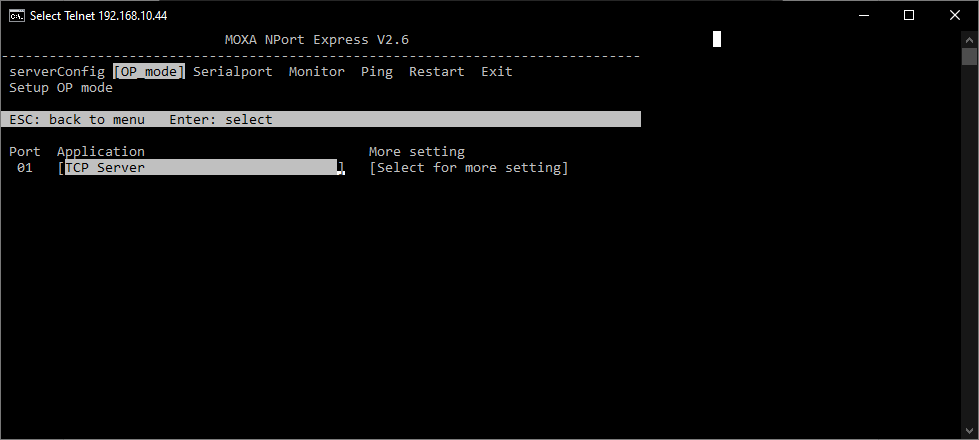 Select Telnet 192.168.10.44
MOXA NPort Express V2.6
--------------------------------------------------------------------------------
serverConfig [OP_mode] Serialport Monitor Ping Restart Exit
Setup OP mode
ESC: back to menu Enter: select
Port Application More setting
01 [TCP Server ] [Select for more setting]